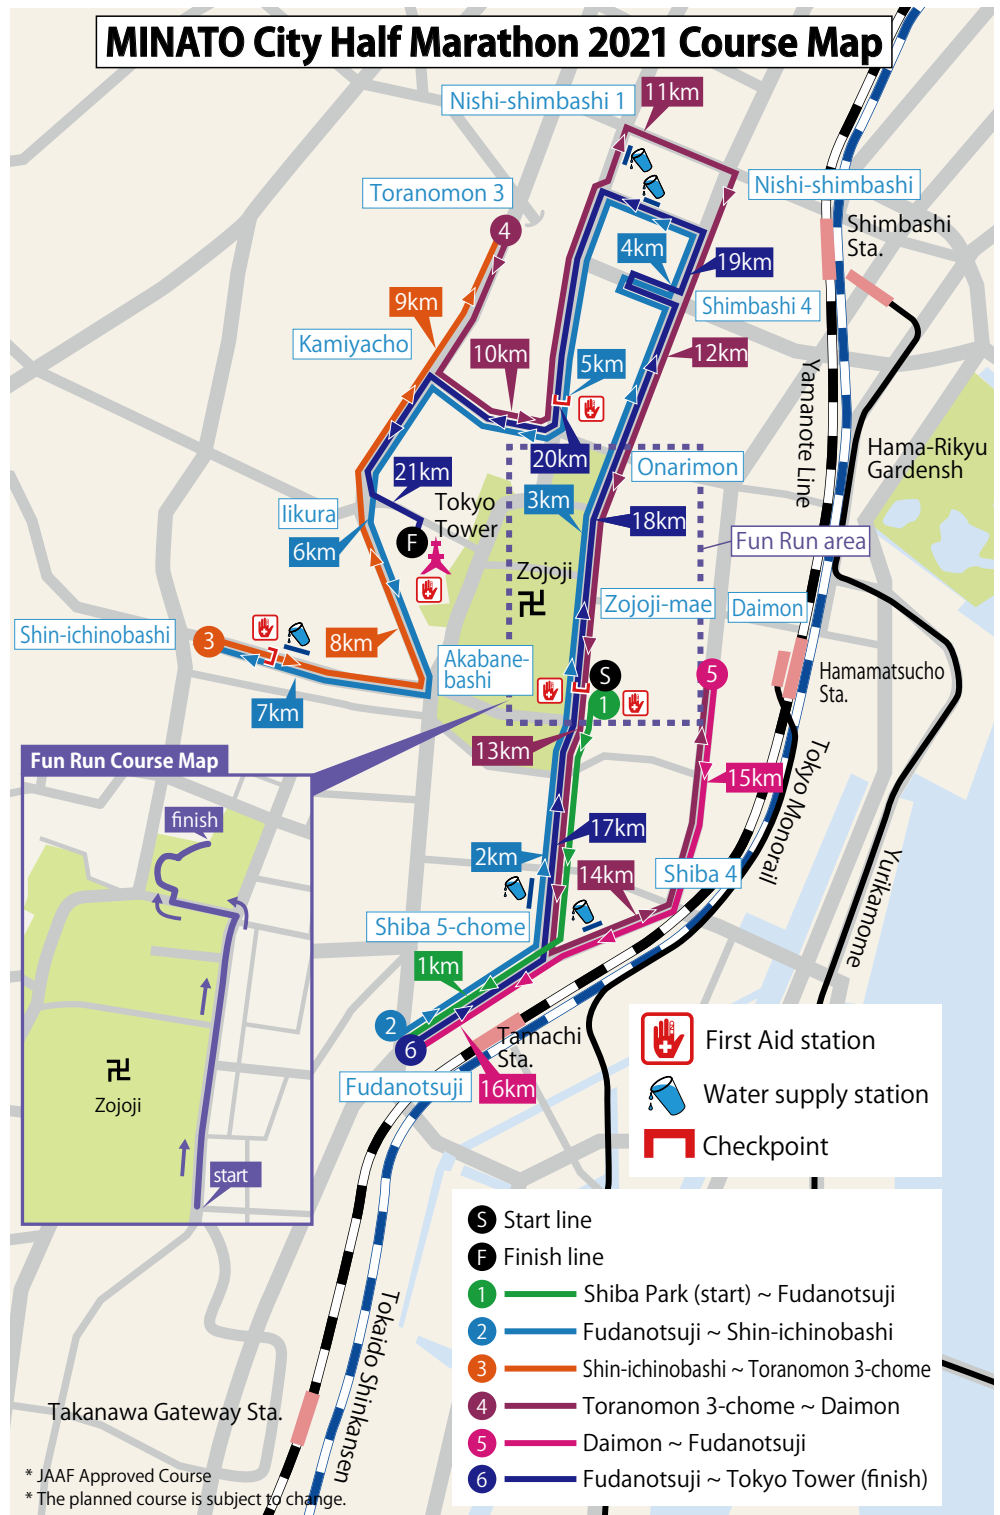 MINATO City Half Marathon 2021 Course Map
Nishi-shimbashi 1
11km
Toranomon 3
Nishi-shimbashi
4
Shimbashi
Sta.
4km
19km
9km
Shimbashi 4
Kamiyacho
10km
12km
5km
Yamanote Line
20km
Onarimon
Hama-Rikyu
Gardensh
21km
Tokyo
Tower
3km
18km
Iikura
6km
F
Fun Run area
Zojoji
卍
Zojoji-mae
Daimon
Shin-ichinobashi
3
8km
Akabane-
bashi
S
1
5
Hamamatsucho
Sta.
7km
13km
15km
Tokyo Monorail
Fun Run Course Map
finish
17km
2km
14km
Shiba 4
Yurikamome
Shiba 5-chome
1km
2
6
Tamachi
Sta.
Fudanotsuji
16km
卍
Zojoji
start
First Aid station
Water supply station
Checkpoint
S Start line
F Finish line
1 Shiba Park (start) ~ Fudanotsuji
2 Fudanotsuji ~ Shin-ichinobashi
3 Shin-ichinobashi ~ Toranomon 3-chome
4 Toranomon 3-chome ~ Daimon
5 Daimon ~ Fudanotsuji
6 Fudanotsuji ~ Tokyo Tower (finish)
Tokaido Shinkansen
Takanawa Gateway Sta.
* JAAF Approved Course
* The planned course is subject to change.